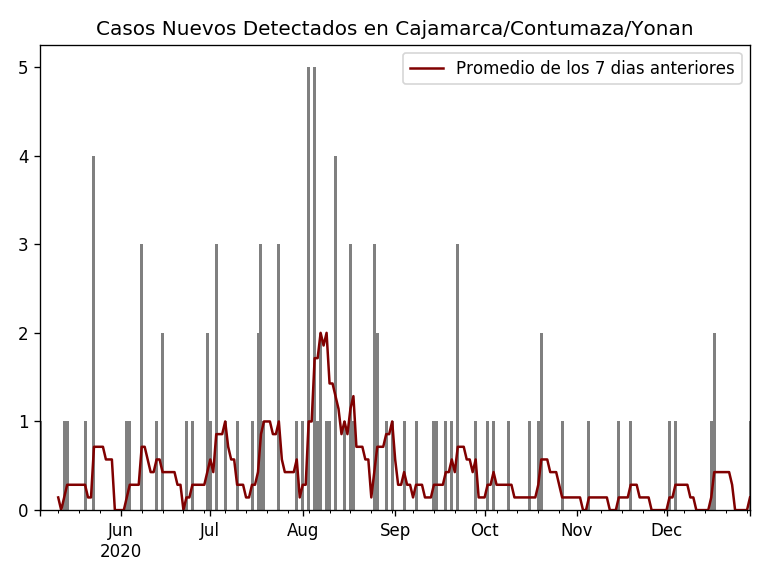 Casos Nuevos Detectados en Cajamarca/Contumaza/Yonan
Promedio de los 7 dias anteriores
5
4
3
2
1
0
Jun Jul Aug Sep Oct Nov Dec
2020